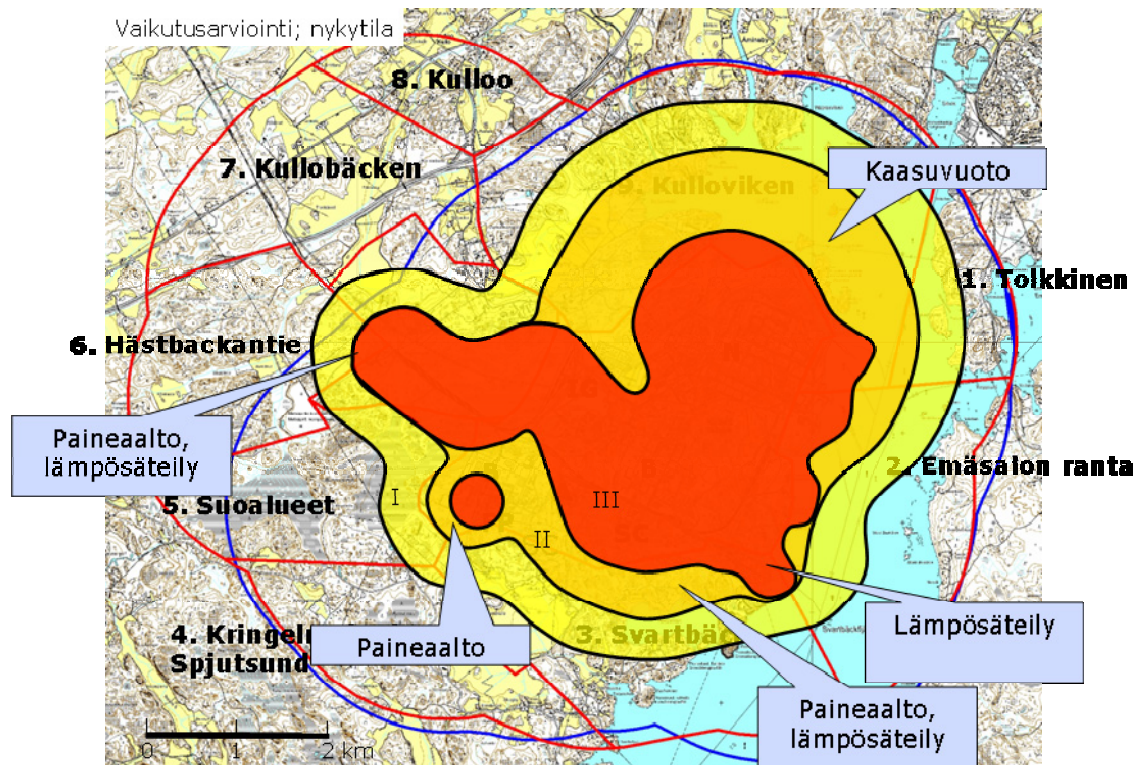 Vaikutusarviointi; nykytila
8. Kulloo
7. Kullobäcken
9. Kulloviken
Kaasuvuoto
1. Tolkkinen
6. Hästbackantie
Paineaalto,
lämpösäteily
2. Emäsalon ranta
I
III
5. Suoalueet
II
Lämpösäteily
4. Kringel
Spjutsund
Paineaalto
3. Svartbäc
Paineaalto,
lämpösäteily
0 1 2 km